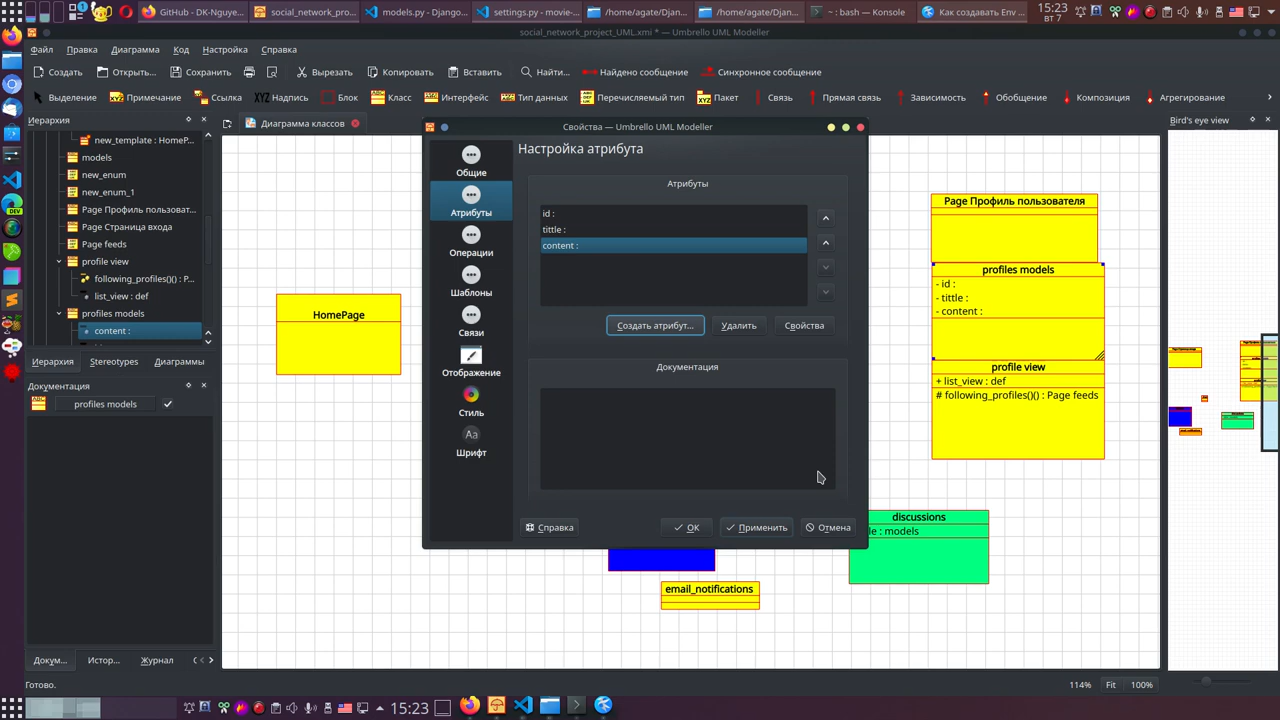 GitHub - DK-Nguye...
social_network_pro...
models.py - Django...
settings.py - movie-...
/home/agate/Djan...
/home/agate/Djan...
~ : bash — Konsole
Как создавать Env ...
15:23
ВТ 7
social_network_project_UML.xmi * — Umbrello UML Modeller
Файл
Правка
Диаграмма
Код
Настройка
Справка
Создать
Открыть...
Сохранить
Вырезать
Копировать
Вставить
Найти...
Найдено сообщение
Синхронное сообщение
Выделение
Примечание
Ссылка
XYZ Надпись
Блок
Класс
Интерфейс
Тип данных
Перечисляемый тип
Пакет
Связь
Прямая связь
Зависимость
Обобщение
Композиция
Агрегирование
Иерархия
Диаграмма классов
Bird's eye view
new_template : HomeP...
models
new_enum
new_enum_1
Page Профиль пользоват...
Page Страница входа
Page feeds
profile view
following_profiles()() : P...
list_view : def
profiles models
content :
Иерархия
Stereotypes
Диаграммы
Документация
profiles models
Докум...
Истор...
Журнал
HomePage
Свойства — Umbrello UML Modeller
Общие
Атрибуты
Операции
Шаблоны
Связи
Отображение
Стиль
Aa
Шрифт
Настройка атрибута
Атрибуты
id :
tittle :
content :
Создать атрибут...
Удалить
Свойства
Документация
Справка
OK
Применить
Отмена
Page Профиль пользователя
profiles models
- id :
- tittle :
- content :
profile view
+ list_view : def
# following_profiles()() : Page feeds
discussions
le : models
email_notifications
Готово.
114%
Fit
100%
15:23